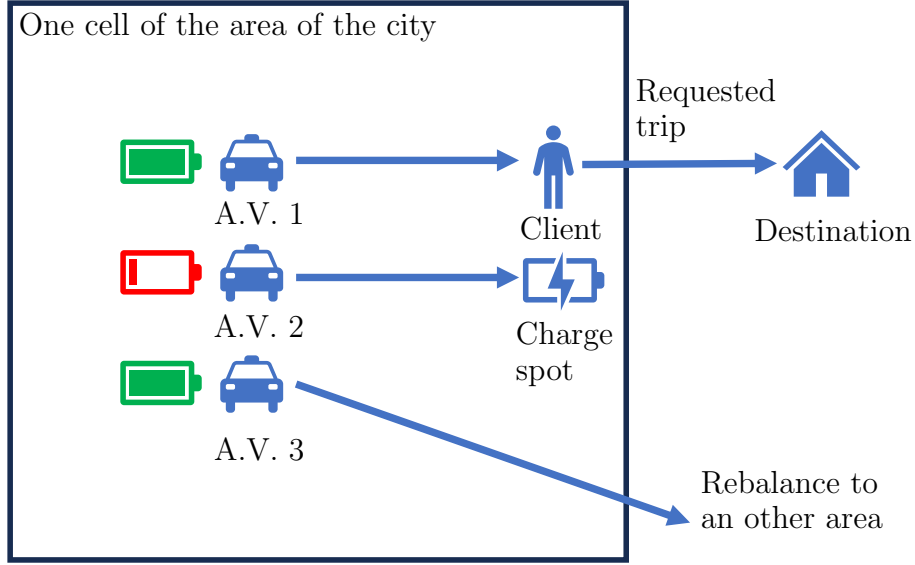 One cell of the area of the city
Requested
trip
A.V. 1
Client
Destination
A.V. 2
Charge
spot
A.V. 3
Rebalance to
an other area